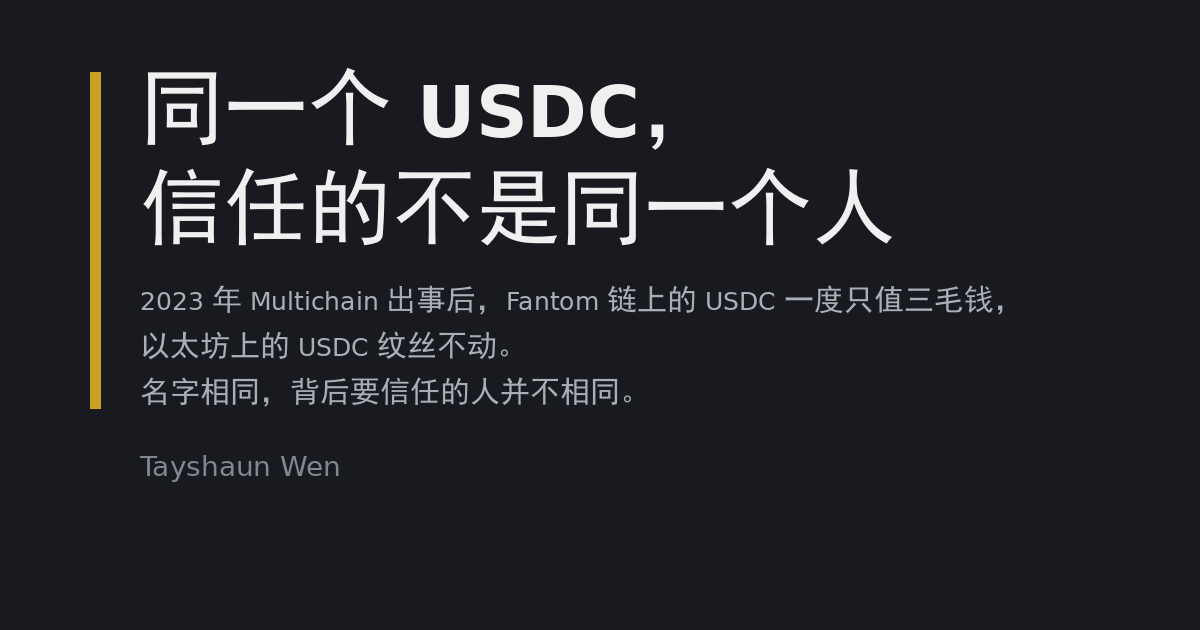 同一个 USDC，
信任的不是同一个人
2023 年 Multichain 出事后，Fantom 链上的 USDC 一度只值三毛钱，
以太坊上的 USDC 纹丝不动。
名字相同，背后要信任的人并不相同。
Tayshaun Wen